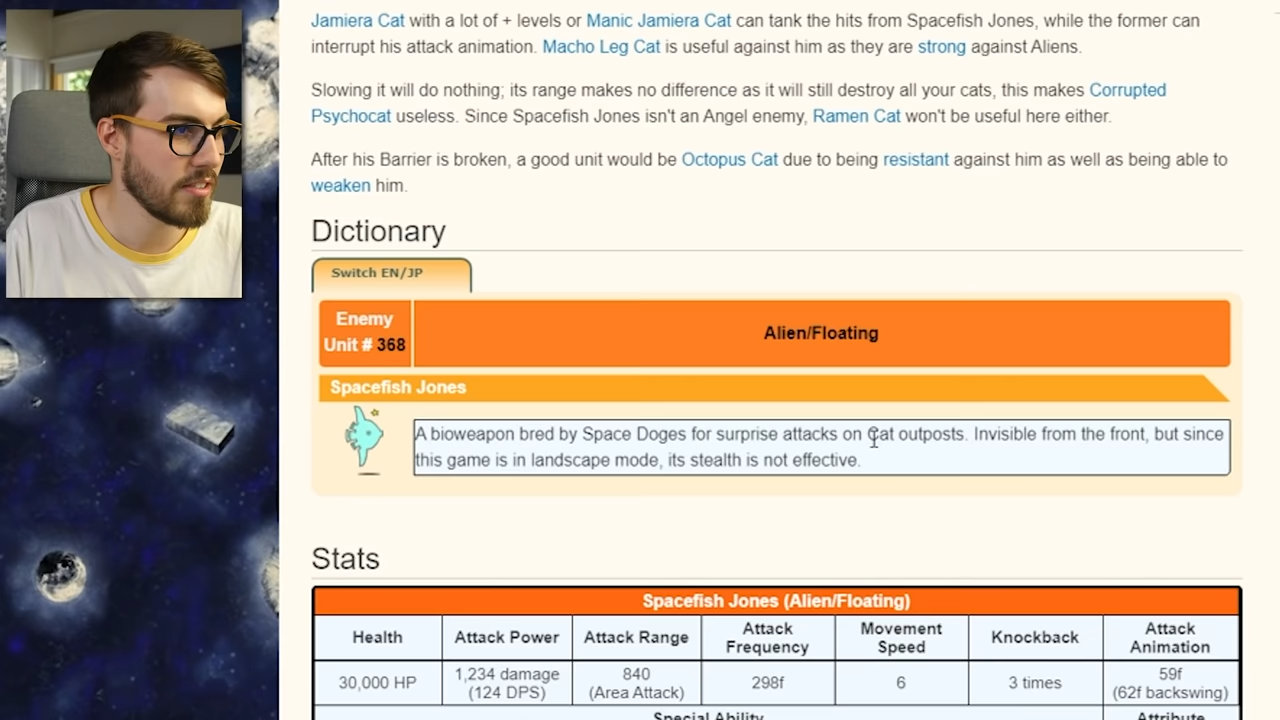 Jamiera Cat with a lot of + levels or Manic Jamiera Cat can tank the hits from Spacefish Jones, while the former can
interrupt his attack animation. Macho Leg Cat is useful against him as they are strong against Aliens.
Slowing it will do nothing; its range makes no difference as it will still destroy all your cats, this makes Corrupted
Psychocat useless. Since Spacefish Jones isn't an Angel enemy, Ramen Cat won't be useful here either.
After his Barrier is broken, a good unit would be Octopus Cat due to being resistant against him as well as being able to
weaken him.
Dictionary
Switch EN/JP
Enemy
Unit # 368
Alien/Floating
Spacefish Jones
A bioweapon bred by Space Doges for surprise attacks on Cat outposts. Invisible from the front, but since
this game is in landscape mode, its stealth is not effective.
Stats
Spacefish Jones (Alien/Floating)
Health
Attack Power
Attack Range
Attack
Frequency
Movement
Speed
Knockback
Attack
Animation
30,000 HP
1,234 damage
(124 DPS)
840
(Area Attack)
298f
6
3 times
59f
(62f backswing)
Special Ability
Attribute